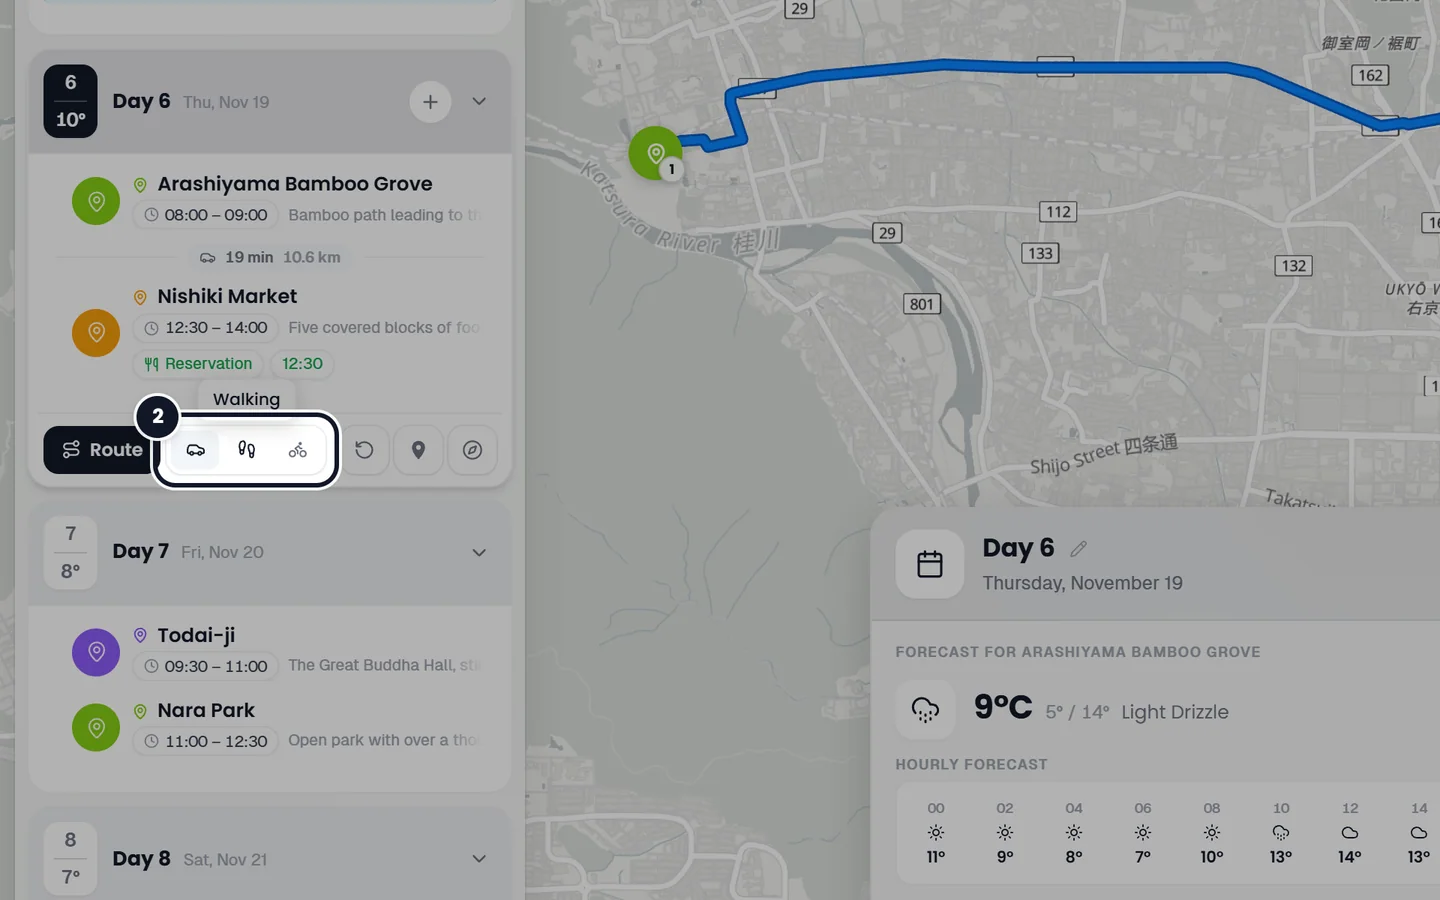 6
10°
Day 6 Thu, Nov 19
Arashiyama Bamboo Grove
08:00 – 09:00 Bamboo path leading to
19 min 10.6 km
Nishiki Market
12:30 – 14:00 Five covered blocks of
Reservation 12:30
Walking
2
Route
7
8°
Day 7 Fri, Nov 20
Todai-ji
09:30 – 11:00 The Great Buddha Hall,
Nara Park
11:00 – 12:30 Open park with over a
8
7°
Day 8 Sat, Nov 21
29
御室岡ノ裾町
162
1
Katsura River 桂川
29
112
133
132
801
UKYŌ
右京
Shijo Street 四条通
Day 6
Thursday, November 19
FORECAST FOR ARASHIYAMA BAMBOO GROVE
9°C 5° / 14° Light Drizzle
HOURLY FORECAST
00 02 04 06 08 10 12 14
11° 9° 8° 7° 10° 13° 14° 13°